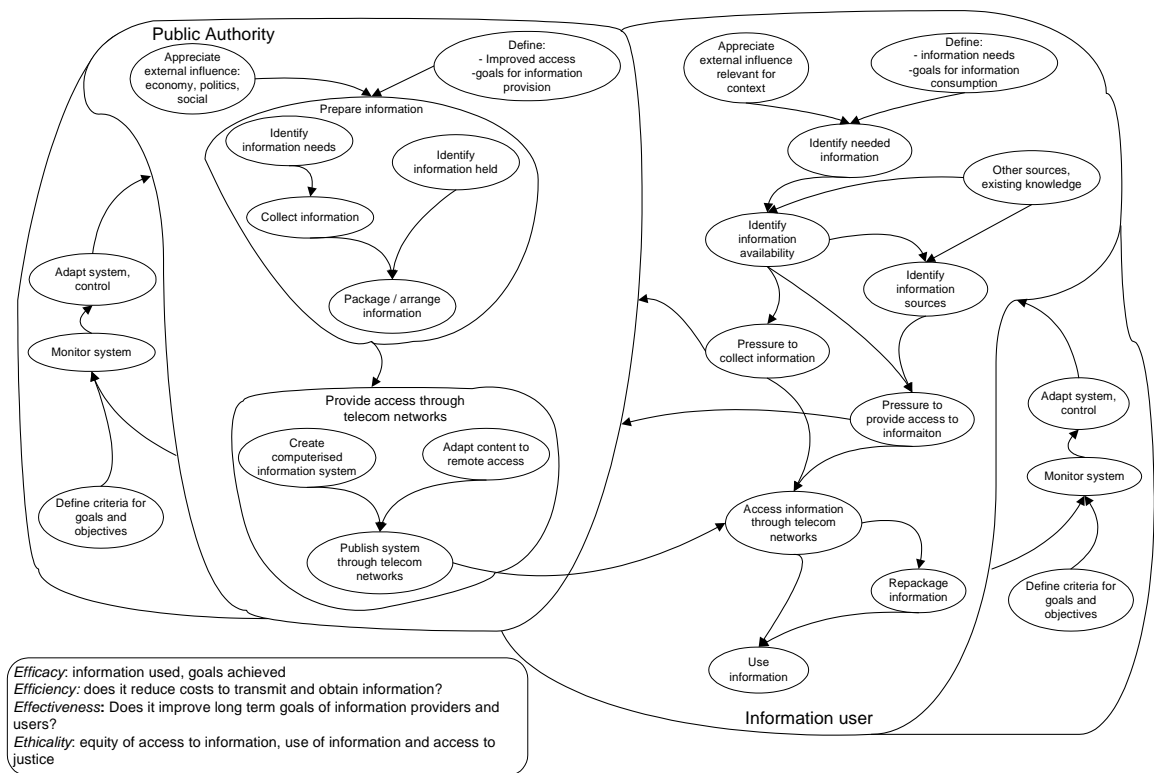 Public Authority
Appreciate
external influence:
economy, politics,
social
Define:
- Improved access
-goals for information
provision
Prepare information
Identify
information needs
Identify
information held
Collect information
Package / arrange
information
Adapt system,
control
Monitor system
Define criteria for
goals and
objectives
Provide access through
telecom networks
Create
computerised
information system
Adapt content to
remote access
Publish system
through telecom
networks
Appreciate
external influence
relevant for
context
Define:
- information needs
-goals for information
consumption
Identify needed
information
Other sources,
existing knowledge
Identify
information
availability
Identify
information
sources
Pressure to
collect information
Pressure to
provide access to
informaiton
Access information
through telecom
networks
Repackage
information
Use
information
Adapt system,
control
Monitor system
Define criteria for
goals and
objectives
Information user
Efficacy: information used, goals achieved
Efficiency: does it reduce costs to transmit and obtain information?
Effectiveness: Does it improve long term goals of information providers and
users?
Ethicality: equity of access to information, use of information and access to
justice